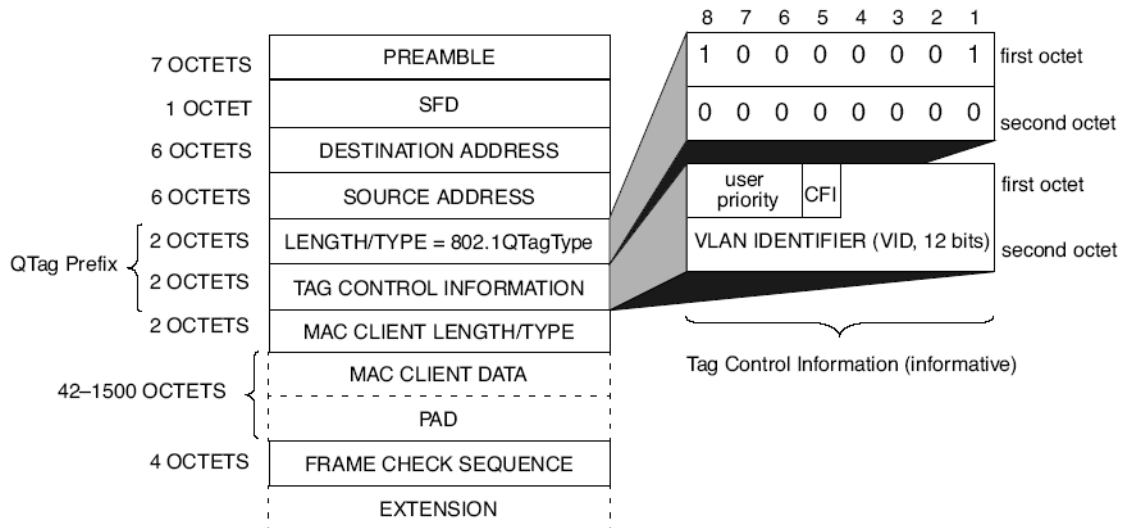 8 7 6 5 4 3 2 1
7 OCTETS PREAMBLE 1 0 0 0 0 0 0 1 first octet
1 OCTET SFD 0 0 0 0 0 0 0 0 second octet
6 OCTETS DESTINATION ADDRESS
6 OCTETS SOURCE ADDRESS
user priority CFI first octet
QTag Prefix
2 OCTETS LENGTH/TYPE = 802.1QTagType
VLAN IDENTIFIER (VID, 12 bits) second octet
2 OCTETS TAG CONTROL INFORMATION
2 OCTETS MAC CLIENT LENGTH/TYPE
Tag Control Information (informative)
42–1500 OCTETS
MAC CLIENT DATA
PAD
4 OCTETS FRAME CHECK SEQUENCE
EXTENSION